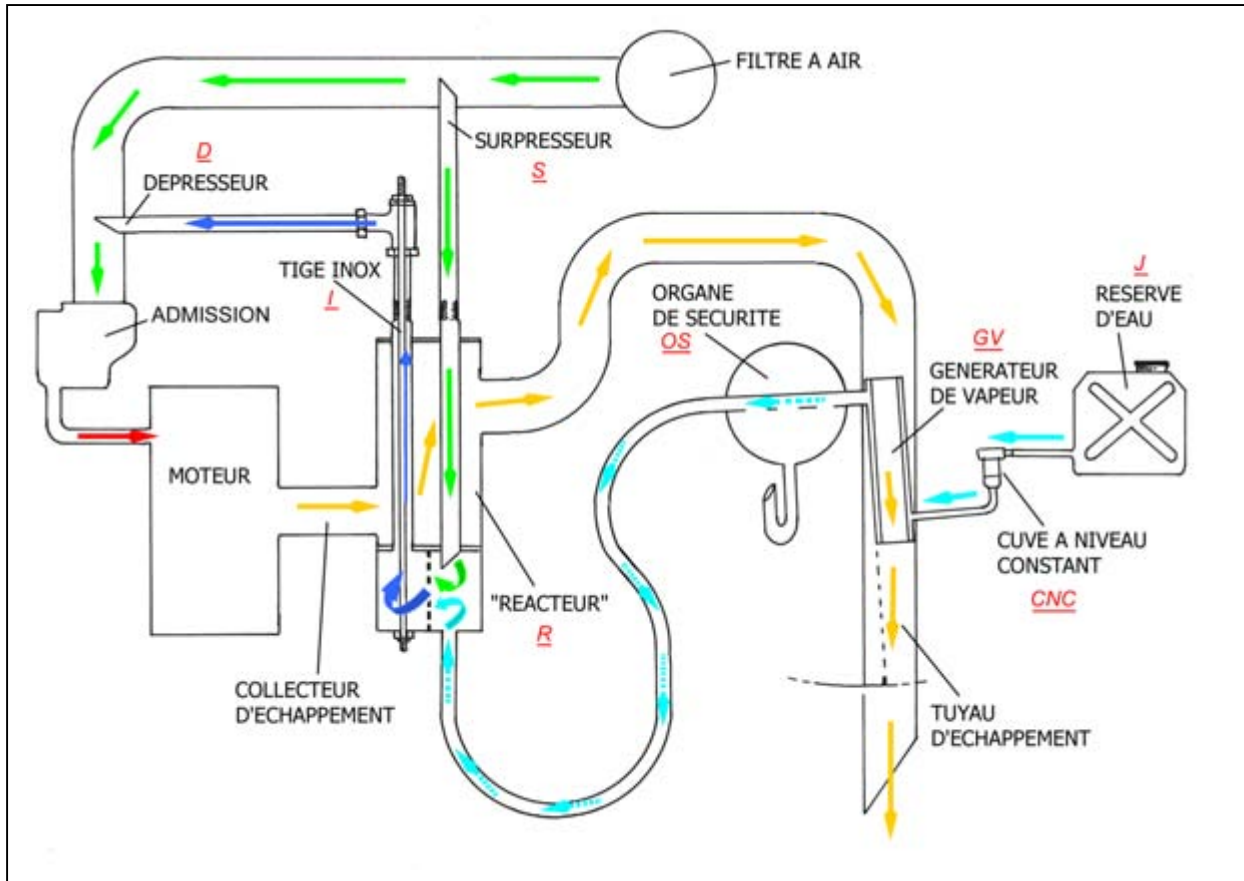 FILTRE A AIR
SURPRESSEUR
S
D
DEPRESSEUR
TIGE INOX
I
ADMISSION
ORGANE
DE SECURITE
OS
J
RESERVE
D'EAU
GV
GENERATEUR
DE VAPEUR
MOTEUR
CUVE A NIVEAU
CONSTANT
CNC
"REACTEUR"
R
COLLECTEUR
D'ECHAPPEMENT
TUYAU
D'ECHAPPEMENT